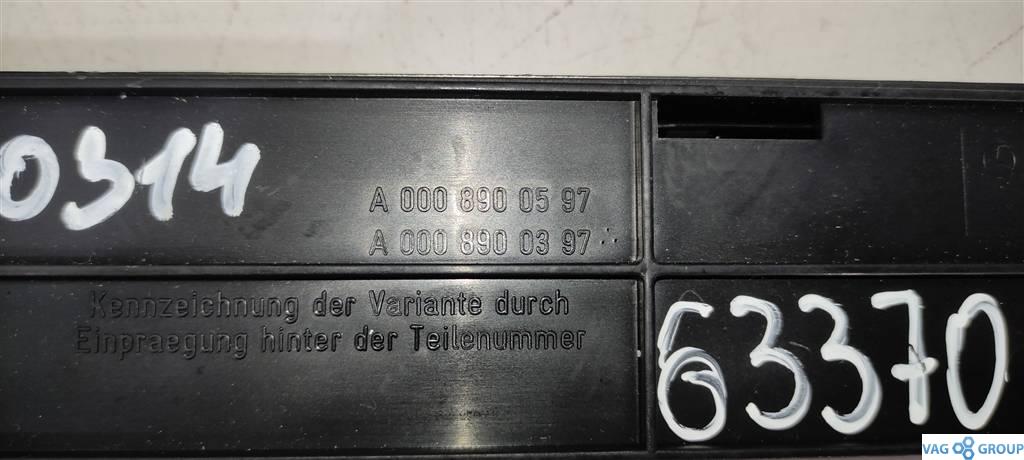 0314
A 000 890 05 97
A 000 890 03 97
Kennzeichnung der Variante durch
Einpraegung hinter der Teilenummer
63370
VAG GROUP